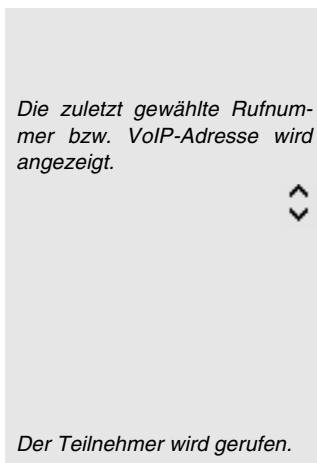 Die zuletzt gewählte Rufnum-
mer bzw. VoIP-Adresse wird
angezeigt.
Der Teilnehmer wird gerufen.